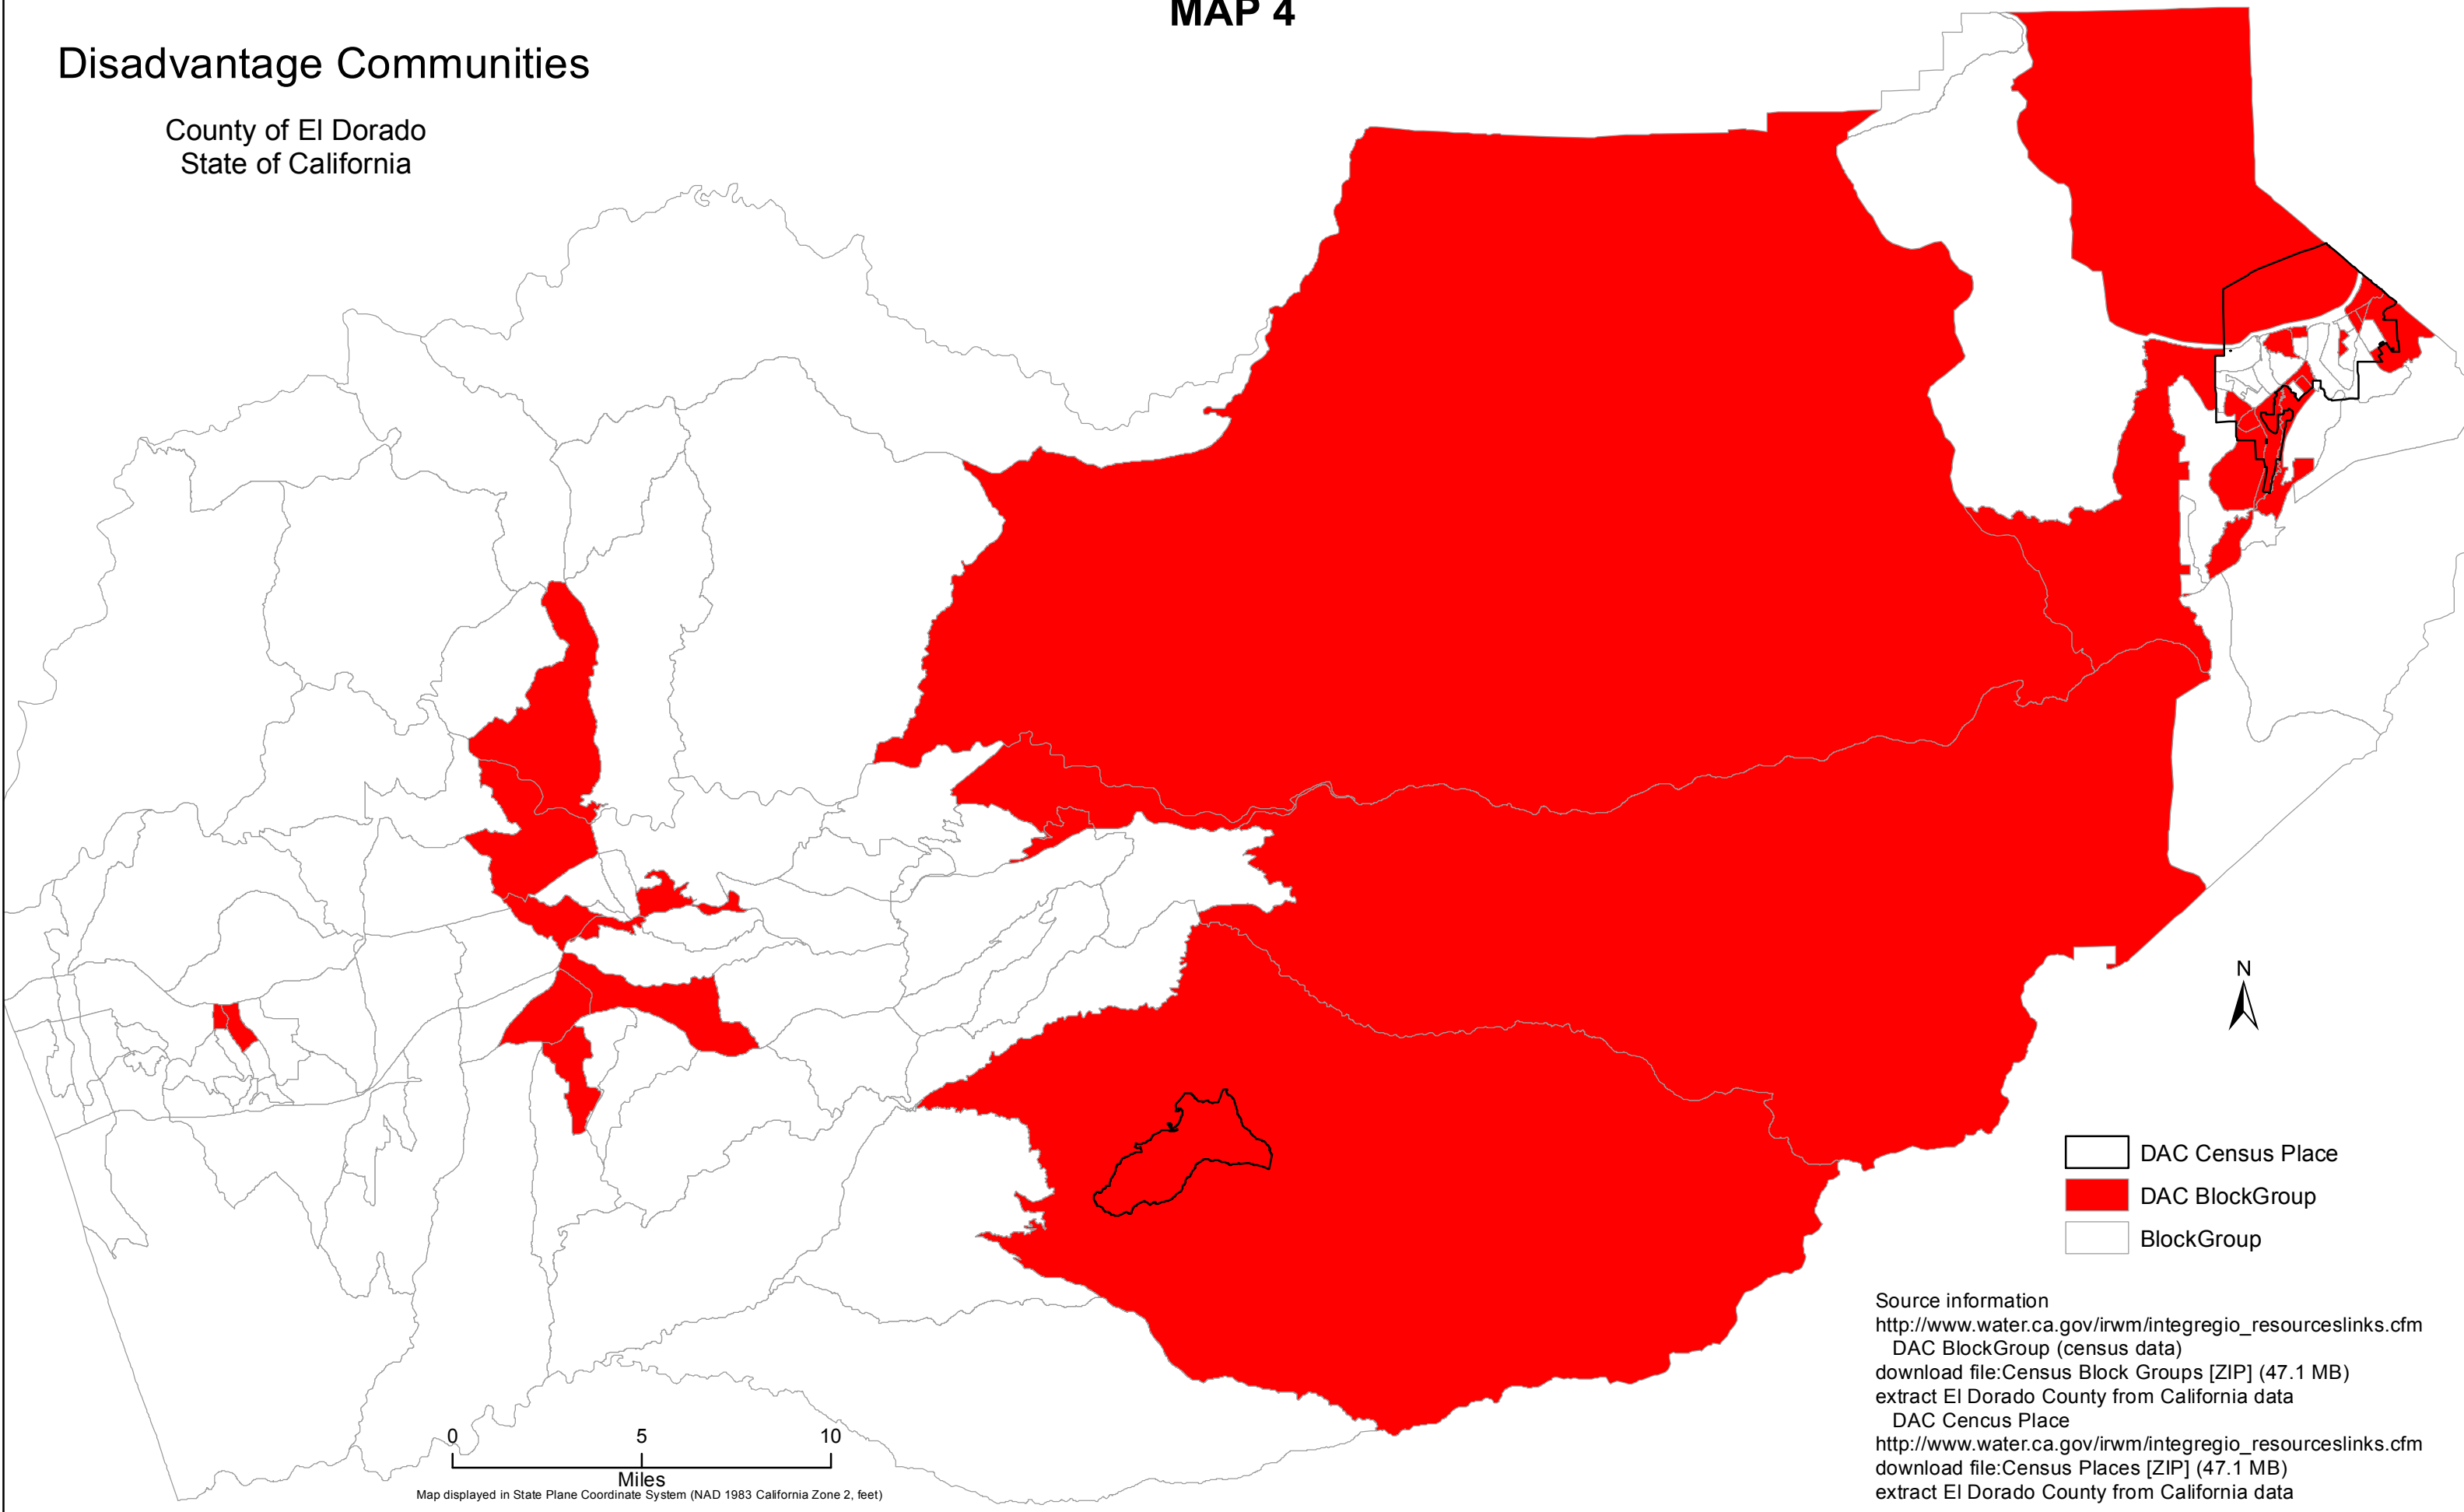 MAP 4
Disadvantage Communities
County of El Dorado
State of California
N
DAC Census Place
DAC BlockGroup
BlockGroup
Source information
http://www.water.ca.gov/irwm/integregio_resourceslinks.cfm
DAC BlockGroup (census data)
download file:Census Block Groups [ZIP] (47.1 MB)
extract El Dorado County from California data
DAC Cencus Place
http://www.water.ca.gov/irwm/integregio_resourceslinks.cfm
download file:Census Places [ZIP] (47.1 MB)
extract El Dorado County from California data
0 5 10
Miles
Map displayed in State Plane Coordinate System (NAD 1983 California Zone 2, feet)